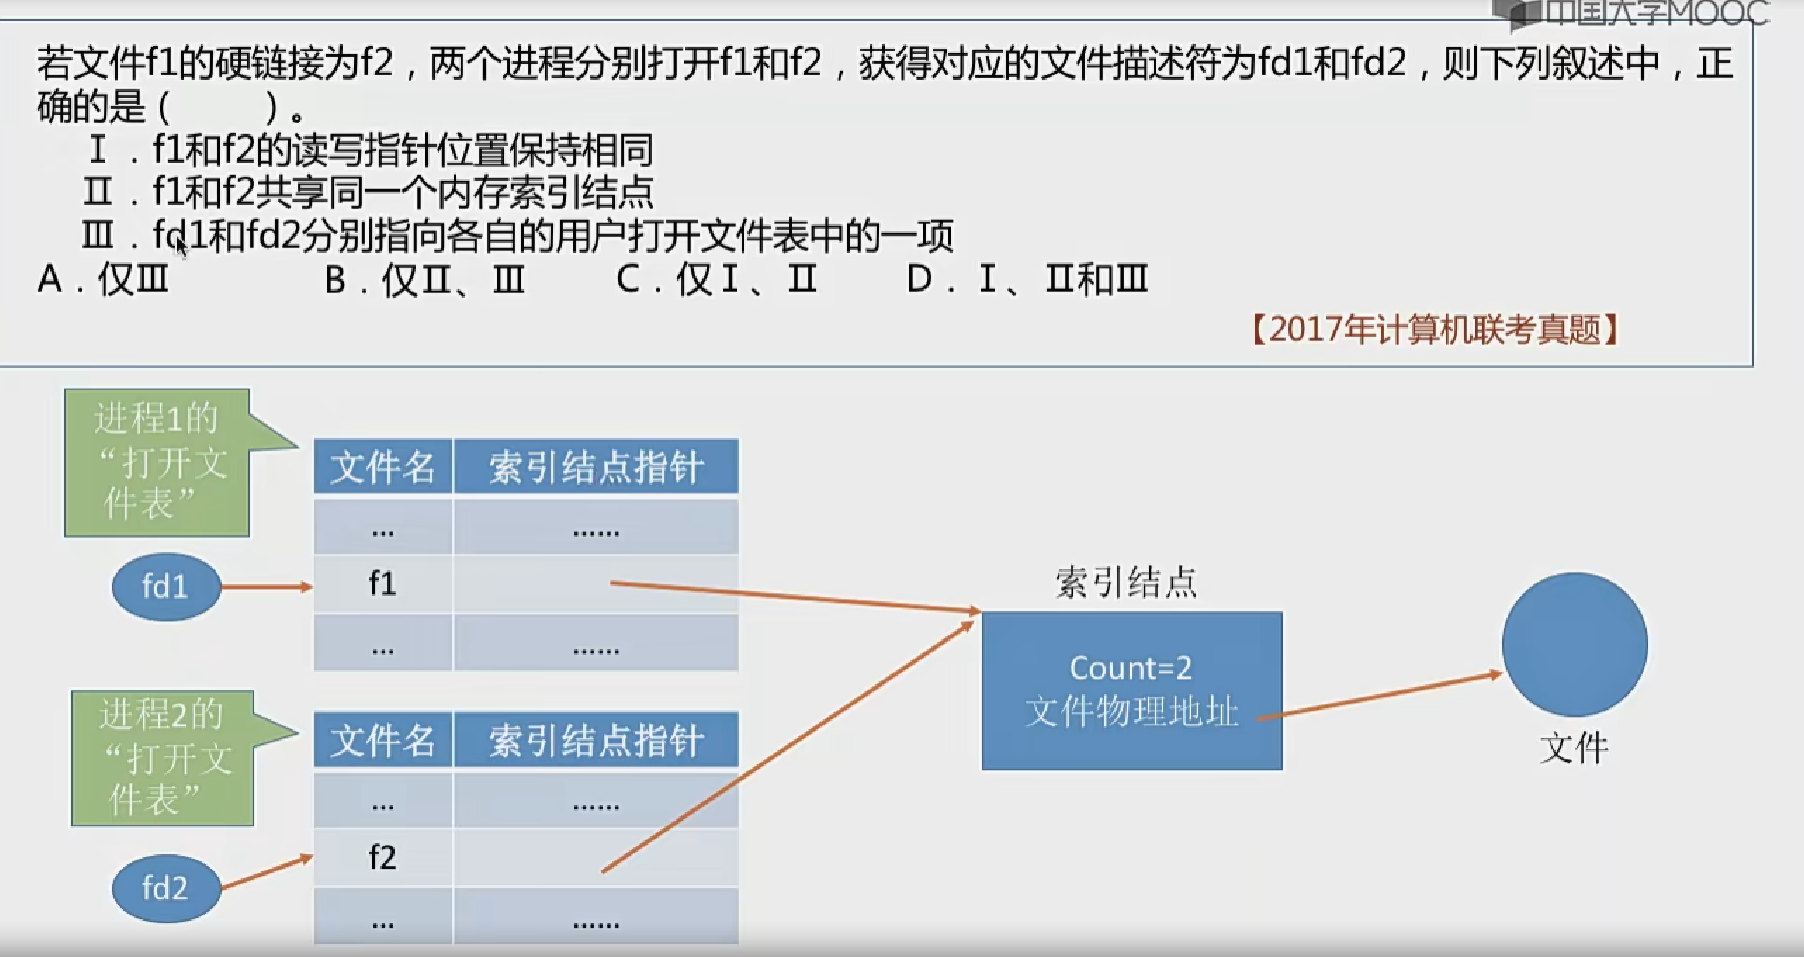 中国大学MOOC
若文件f1的硬链接为f2，两个进程分别打开f1和f2，获得对应的文件描述符为fd1和fd2，则下列叙述中，正
确的是（　　）。
Ⅰ．f1和f2的读写指针位置保持相同
Ⅱ．f1和f2共享同一个内存索引结点
Ⅲ．fd1和fd2分别指向各自的用户打开文件表中的一项
A．仅Ⅲ　B．仅Ⅱ、Ⅲ　C．仅Ⅰ、Ⅱ　D．Ⅰ、Ⅱ和Ⅲ
【2017年计算机联考真题】
进程1的
“打开文
件表”
文件名 索引结点指针
... ......
fd1
f1
... ......
索引结点
Count=2
文件物理地址
文件
进程2的
“打开文
件表”
文件名 索引结点指针
... ......
f2
fd2
... ......